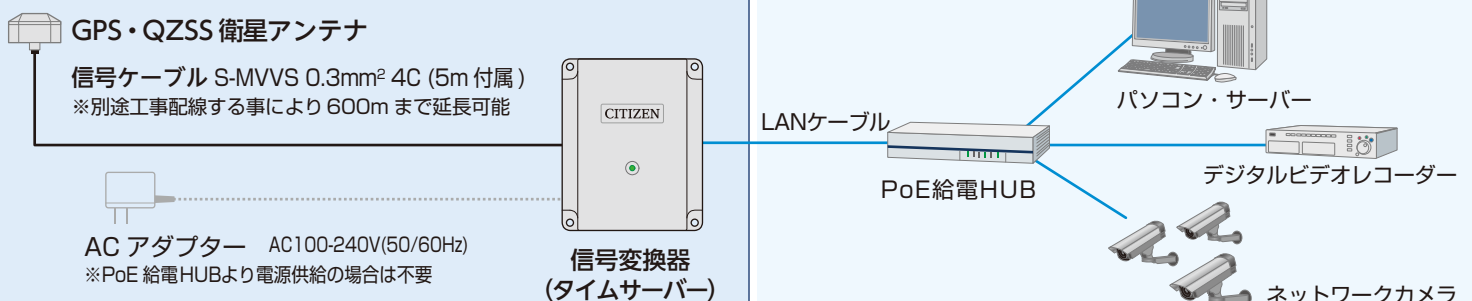 GPS・QZSS 衛星アンテナ
信号ケーブル S-MVVS 0.3mm² 4C (5m 付属)
※別途工事配線する事により 600m まで延長可能
CITIZEN
AC アダプター AC100-240V(50/60Hz)
※PoE 給電HUBより電源供給の場合は不要
信号変換器
(タイムサーバー)
LANケーブル
PoE給電HUB
パソコン・サーバー
デジタルビデオレコーダー
ネットワークカメラ